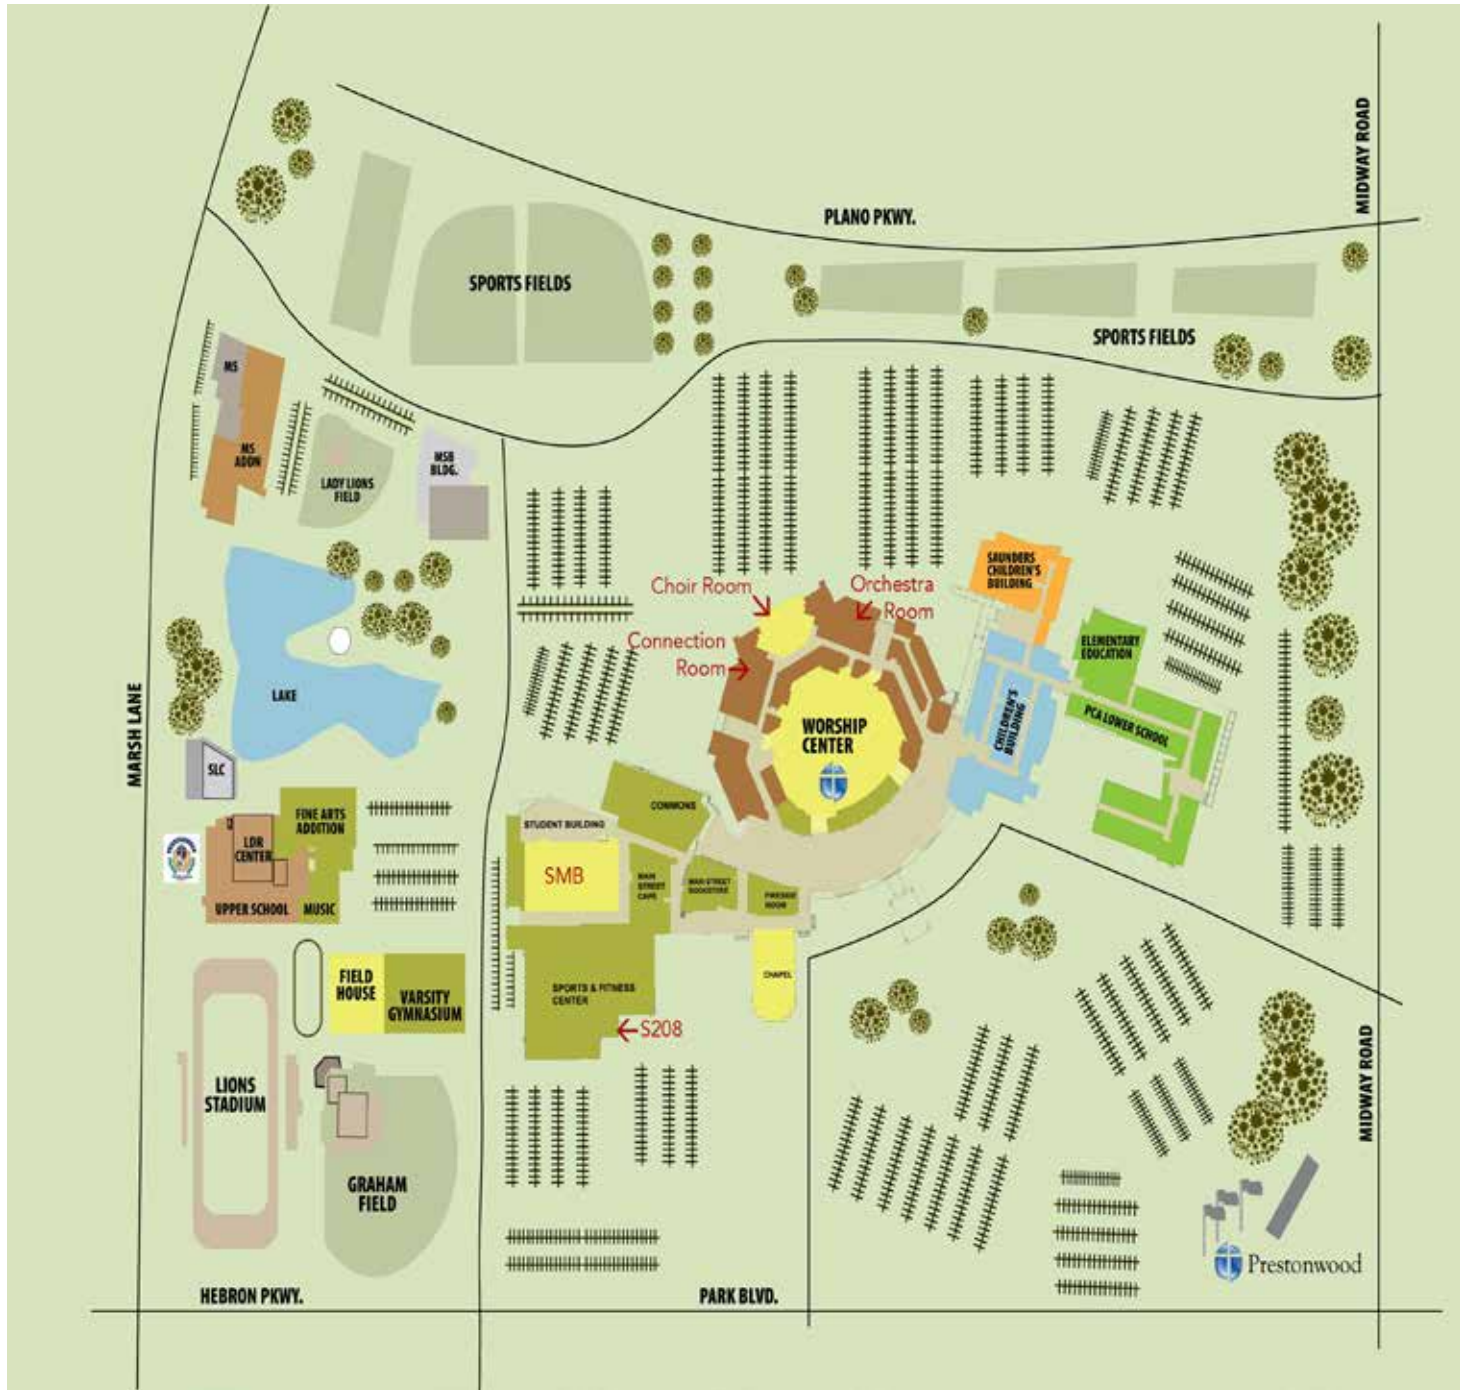 MIDWAY ROAD
PLANO PKWY.
SPORTS FIELDS
SPORTS FIELDS
MS
MS
ADDN
LADY LIONS
FIELD
MSB
BLDG.
Choir Room
Orchestra
Room
Connection
Room
SAUNDERS
CHILDREN'S
BUILDING
ELEMENTARY
EDUCATION
LAKE
MARSH LANE
WORSHIP
CENTER
CHILDREN'S
BUILDING
PCA LOWER SCHOOL
SLC
COMMONS
STUDENT BUILDING
FINE ARTS
ADDITION
LDR
CENTER
UPPER SCHOOL
MUSIC
SMB
MAIN
STREET
CAFE
MAIN STREET
BOOKSTORE
FIRESIDE
ROOM
CHAPEL
FIELD
HOUSE
VARSITY
GYMNASIUM
SPORTS & FITNESS
CENTER
S208
LIONS
STADIUM
MIDWAY ROAD
GRAHAM
FIELD
Prestonwood
HEBRON PKWY.
PARK BLVD.